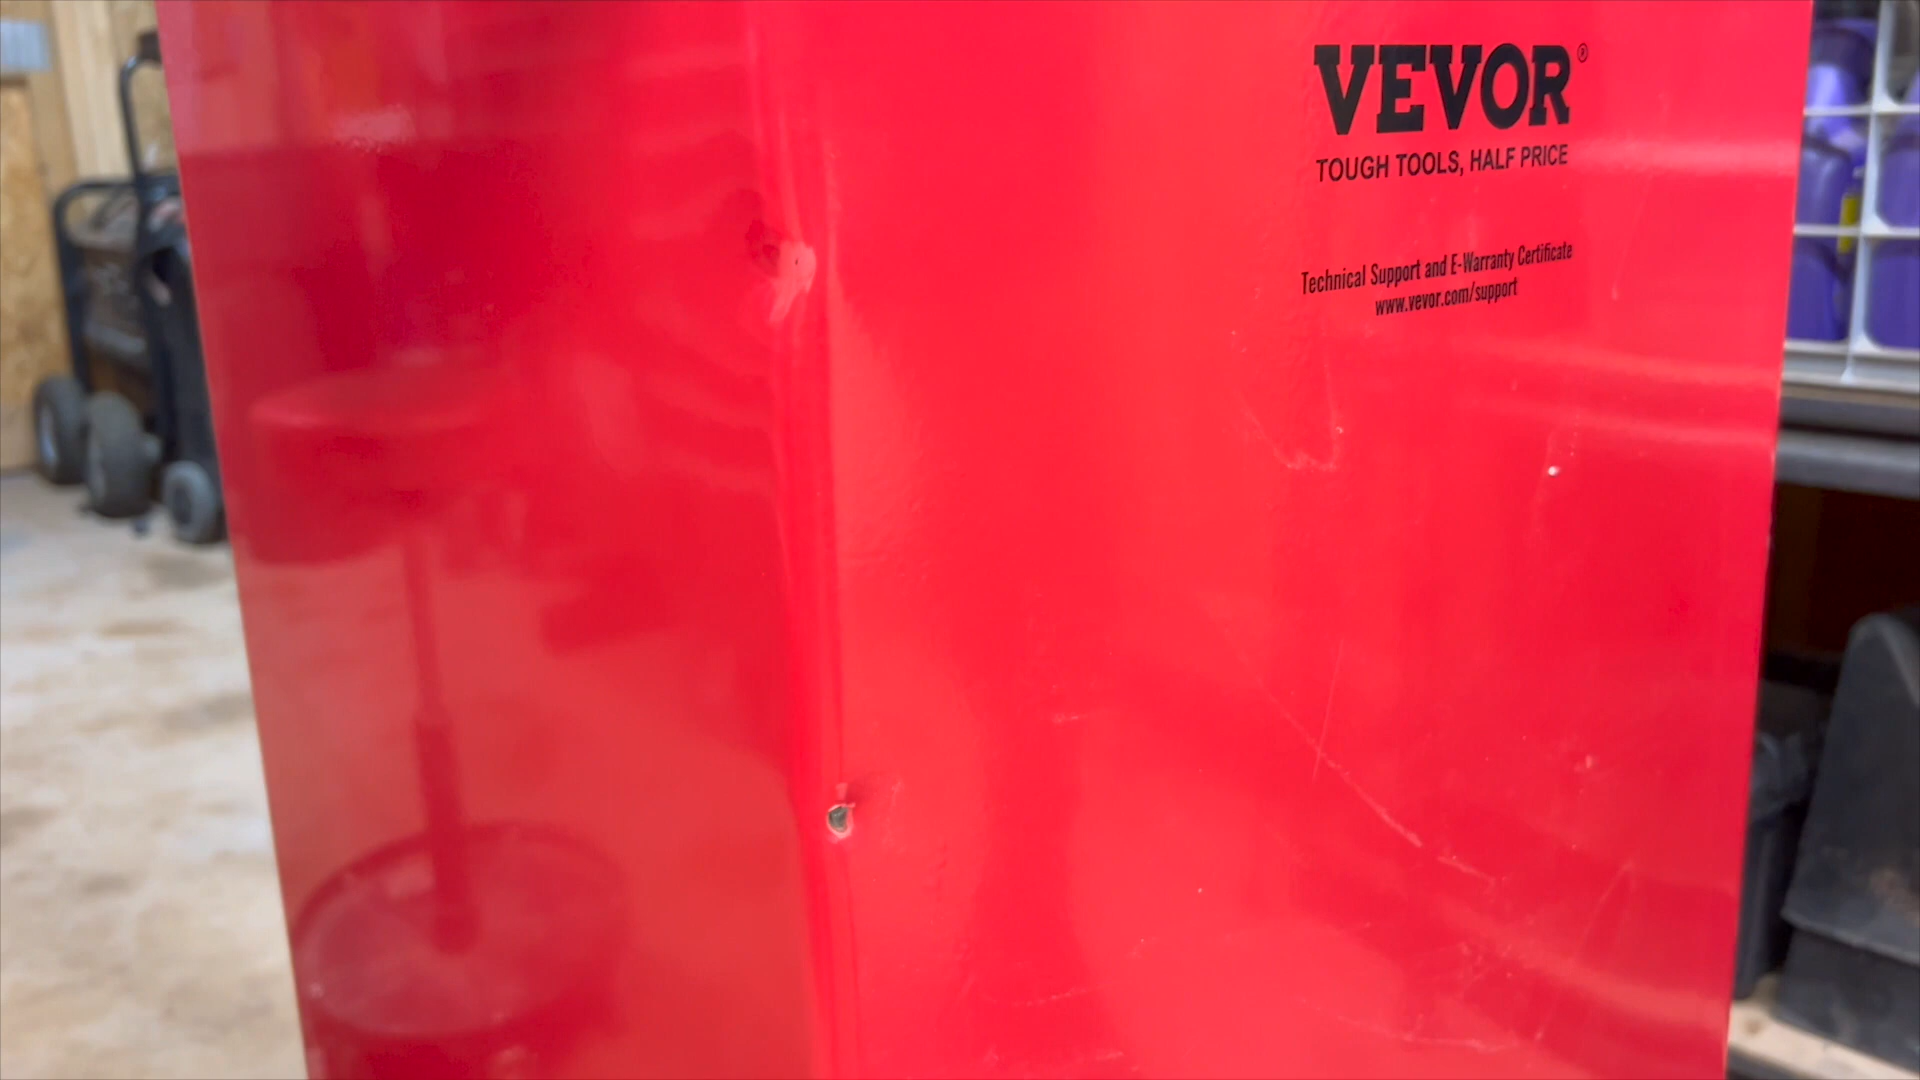 VEVOR®
TOUGH TOOLS, HALF PRICE
Technical Support and E-Warranty Certificate
www.vevor.com/support